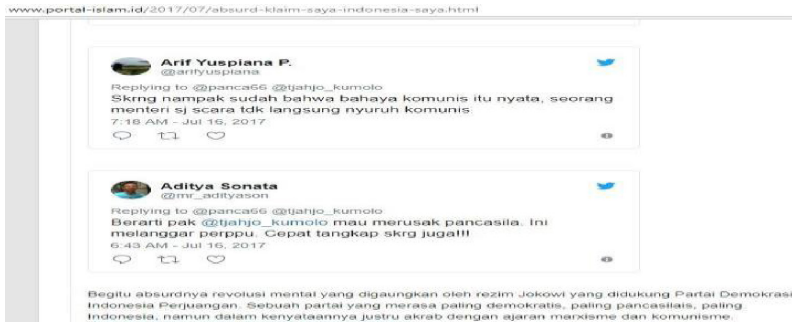 www.portal-islam.id/2017/07/absurd-klaim-saya-indonesia-saya.html
Arif Yuspiana P.
@arifyuspiana
Replying to @panca66 @tjahjo_kumolo
Skrng nampak sudah bahwa bahaya komunis itu nyata, seorang
menteri sj scara tdk langsung nyuruh komunis
7:18 AM - Jul 16, 2017
Aditya Sonata
@mr_adityason
Replying to @panca66 @tjahjo_kumolo
Berarti pak @tjahjo_kumolo mau merusak pancasila. Ini
melanggar perppu. Cepat tangkap skrg juga!!!
6:43 AM - Jul 16, 2017
Begitu absurdnya revolusi mental yang digaungkan oleh rezim Jokowi yang didukung Partai Demokrasi
Indonesia Perjuangan. Sebuah partai yang merasa paling demokratis, paling pancasilais, paling
Indonesia, namun dalam kenyataannya justru akrab dengan ajaran marxisme dan komunisme.